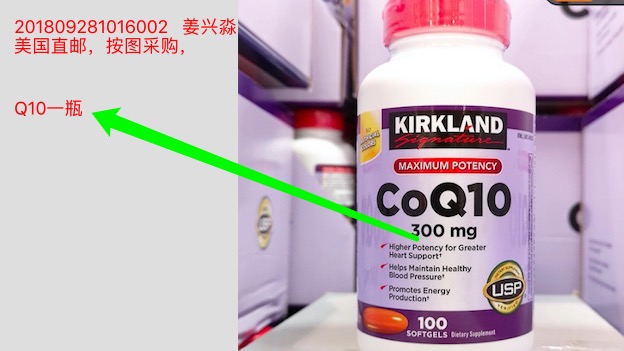 201809281016002 姜兴淼
美国直邮，按图采购，
Q10一瓶
KIRKLAND
Signature
MAXIMUM POTENCY
CoQ10
300 mg
Higher Potency for Greater
Heart Support†
Helps Maintain Healthy
Blood Pressure†
Promotes Energy
Production†
USP
100
SOFTGELS Dietary Supplement
USP